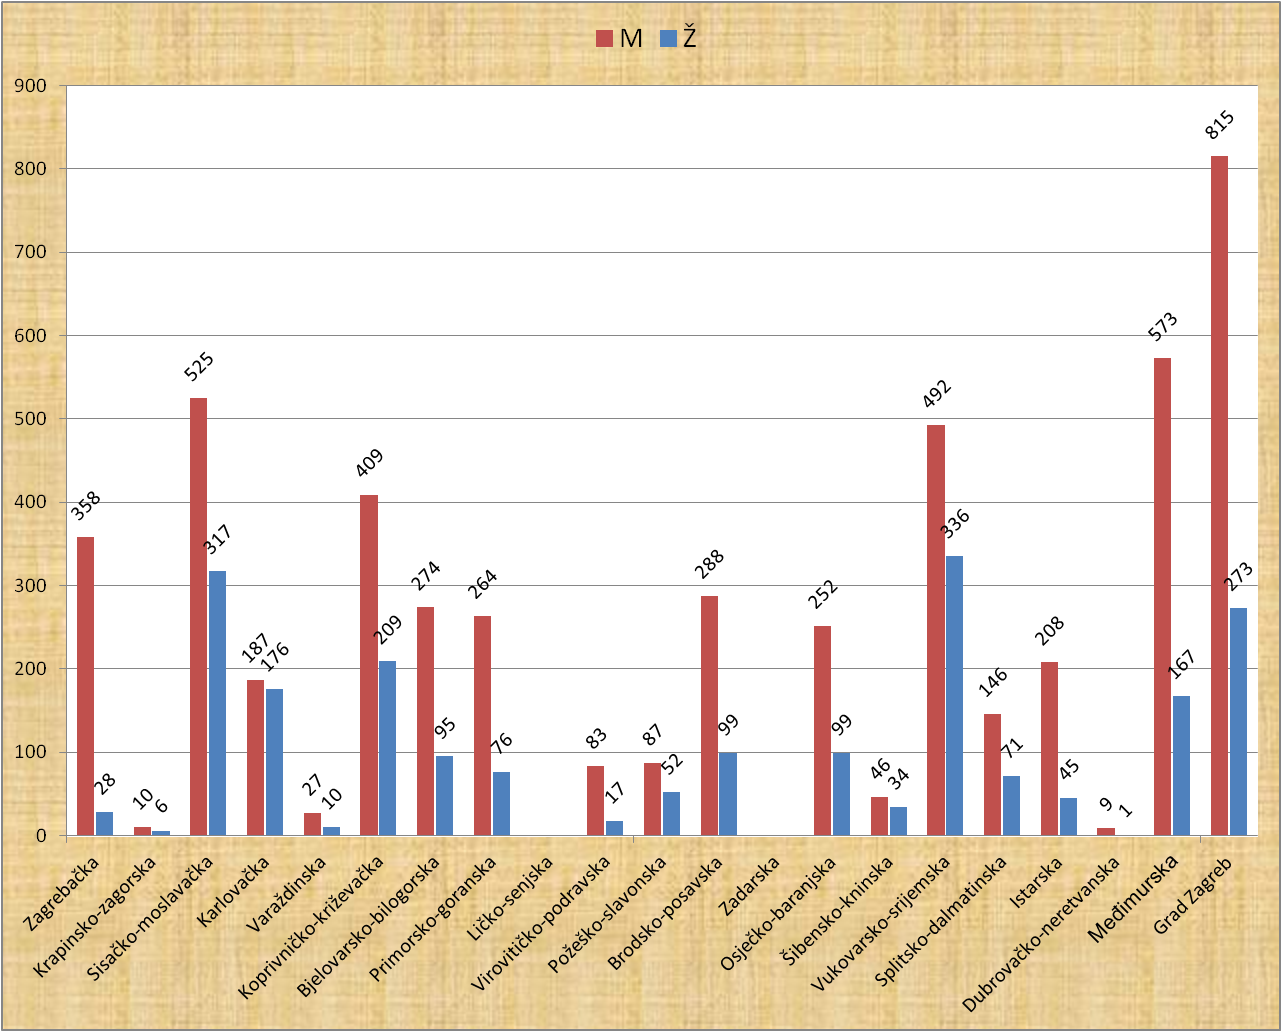 M Ž
900
800
700
600
500
400
300
200
100
0
358 28
10 6
525 317
187 176
27 10
409 209
274 95
264 76
83 17
87 52
288 99
252 99
46 34
492 336
146 71
208 45
9 1
573 167
815 273
Zagrebačka
Krapinsko-zagorska
Sisačko-moslavačka
Karlovačka
Varaždinska
Koprivničko-križevačka
Bjelovarsko-bilogorska
Primorsko-goranska
Ličko-senjska
Virovitičko-podravska
Požeško-slavonska
Brodsko-posavska
Zadarska
Osječko-baranjska
Šibensko-kninska
Vukovarsko-srijemska
Splitsko-dalmatinska
Istarska
Dubrovačko-neretvanska
Međimurska
Grad Zagreb